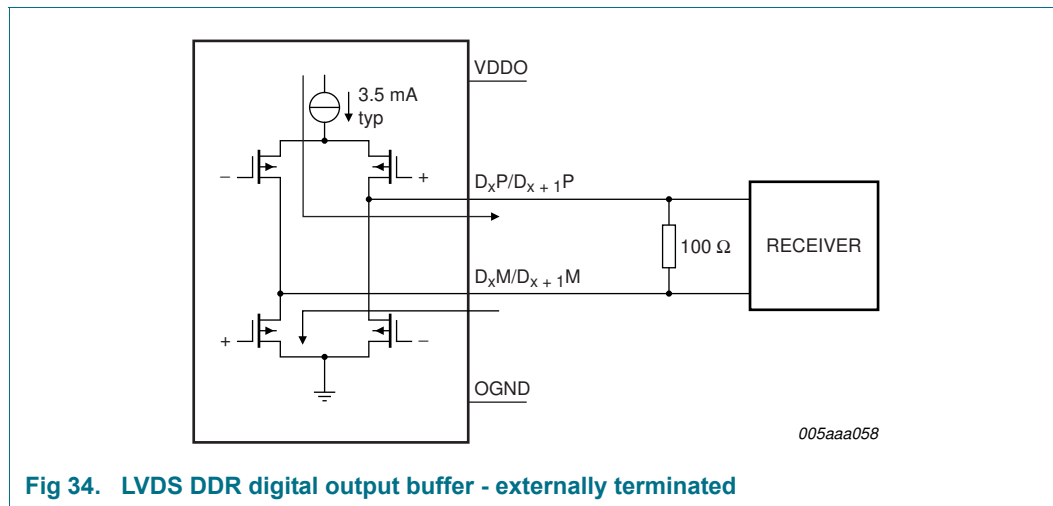 VDDO
3.5 mA
typ
−
+
DxP/Dx + 1P
100 Ω
RECEIVER
DxM/Dx + 1M
+
−
OGND
005aaa058
Fig 34. LVDS DDR digital output buffer - externally terminated